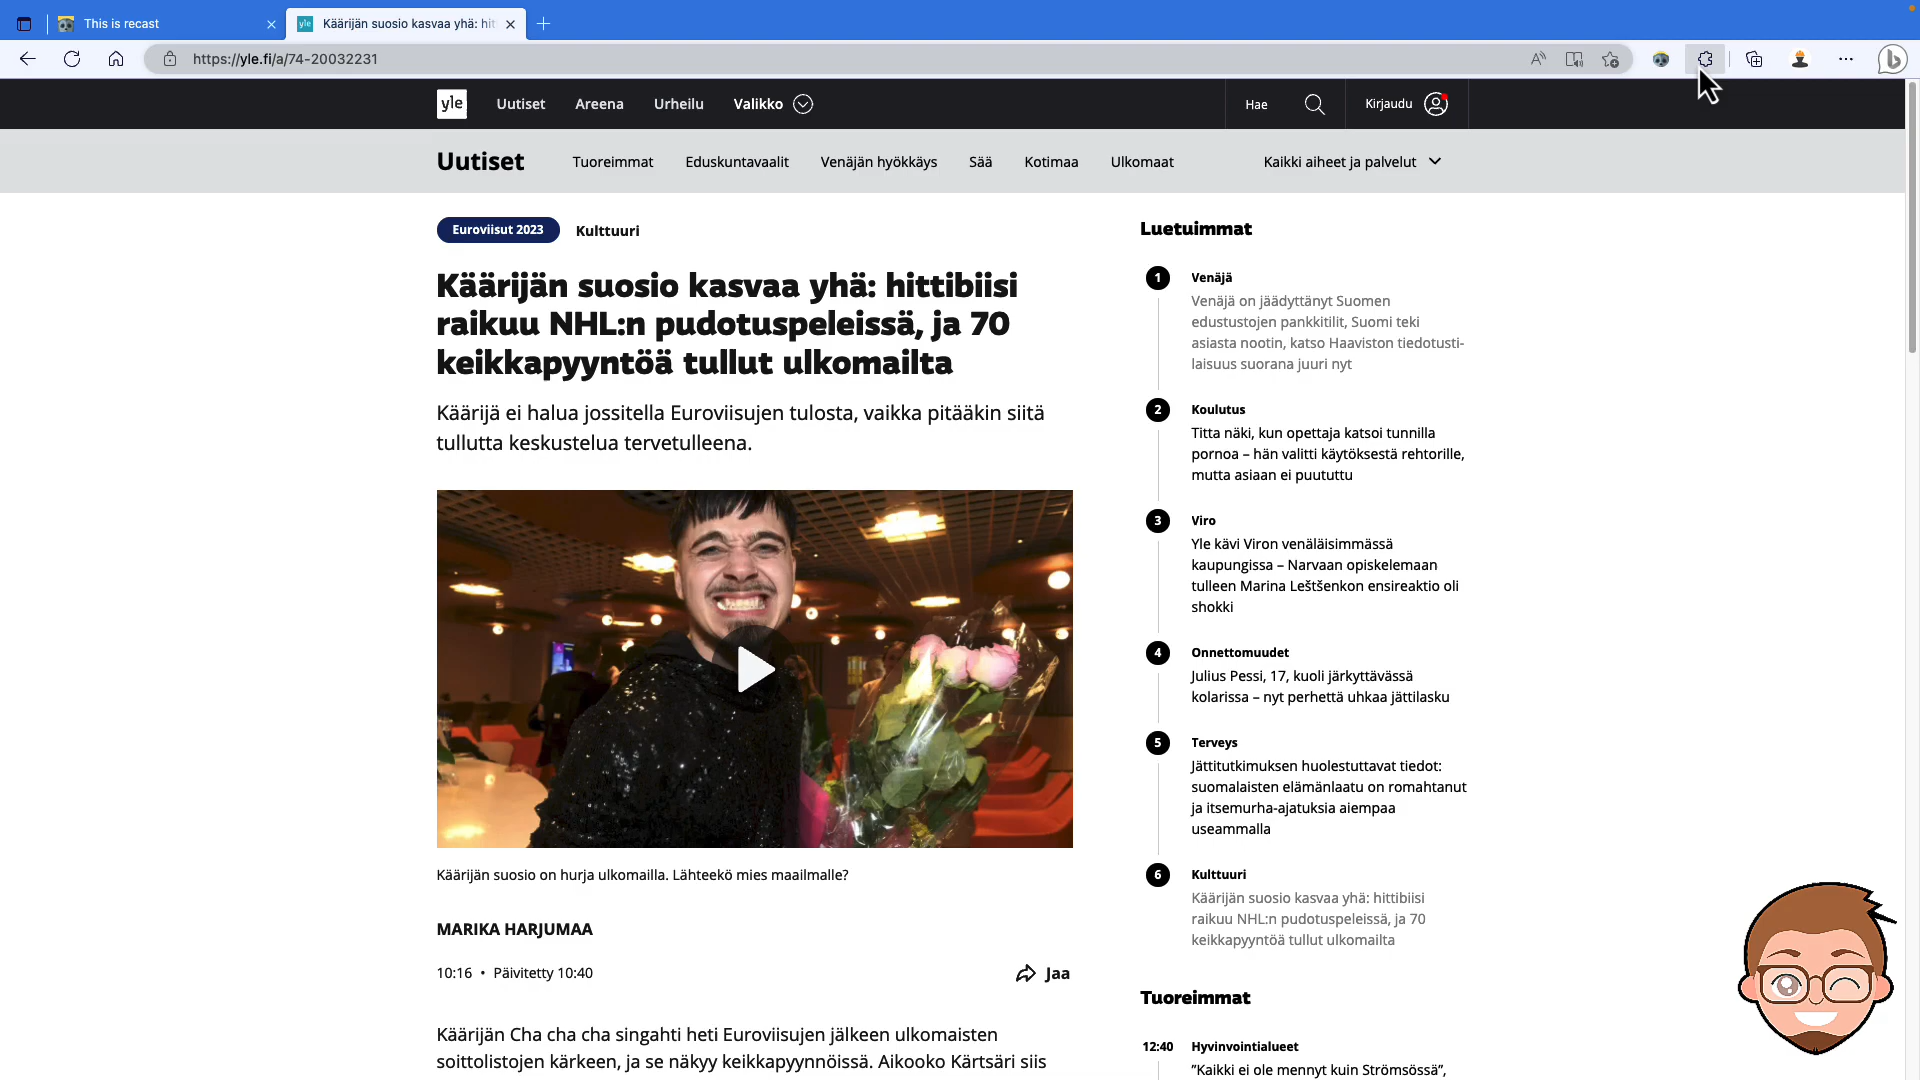 This is recast
Käärijän suosio kasvaa yhä: hit
https://yle.fi/a/74-20032231
yle
Uutiset
Areena
Urheilu
Valikko
Hae
Kirjaudu
Uutiset
Tuoreimmat
Eduskuntavaalit
Venäjän hyökkäys
Sää
Kotimaa
Ulkomaat
Kaikki aiheet ja palvelut
Euroviisut 2023
Kulttuuri
Käärijän suosio kasvaa yhä: hittibiisi
raikuu NHL:n pudotuspeleissä, ja 70
keikkapyyntöä tullut ulkomailta
Käärijä ei halua jossitella Euroviisujen tulosta, vaikka pitääkin siitä
tullutta keskustelua tervetulleena.
Käärijän suosio on hurja ulkomailla. Lähteekö mies maailmalle?
MARIKA HARJUMAA
10:16 • Päivitetty 10:40
Jaa
Käärijän Cha cha cha singahti heti Euroviisujen jälkeen ulkomaisten
soittolistojen kärkeen, ja se näkyy keikkapyynnöissä. Aikooko Kärtsäri siis
Luetuimmat
1
Venäjä
Venäjä on jäädyttänyt Suomen
edustustojen pankkitilit, Suomi teki
asiasta nootin, katso Haaviston tiedotusti-
laisuus suorana juuri nyt
2
Koulutus
Titta näki, kun opettaja katsoi tunnilla
pornoa – hän valitti käytöksestä rehtorille,
mutta asiaan ei puututtu
3
Viro
Yle kävi Viron venäläisimmässä
kaupungissa – Narvaan opiskelemaan
tulleen Marina Leštšenkon ensireaktio oli
shokki
4
Onnettomuudet
Julius Pessi, 17, kuoli järkyttävässä
kolarissa – nyt perhettä uhkaa jättilasku
5
Terveys
Jättitutkimuksen huolestuttavat tiedot:
suomalaisten elämänlaatu on romahtanut
ja itsemurha-ajatuksia aiempaa
useammalla
6
Kulttuuri
Käärijän suosio kasvaa yhä: hittibiisi
raikuu NHL:n pudotuspeleissä, ja 70
keikkapyyntöä tullut ulkomailta
Tuoreimmat
12:40
Hyvinvointialueet
”Kaikki ei ole mennyt kuin Strömsössä”,